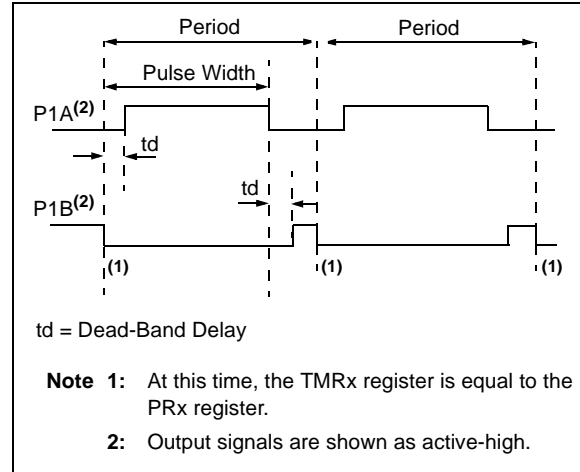 Period Period
Pulse Width
P1A(2)
td
td
P1B(2)
(1) (1) (1)
td = Dead-Band Delay
Note 1: At this time, the TMRx register is equal to the
PRx register.
2: Output signals are shown as active-high.